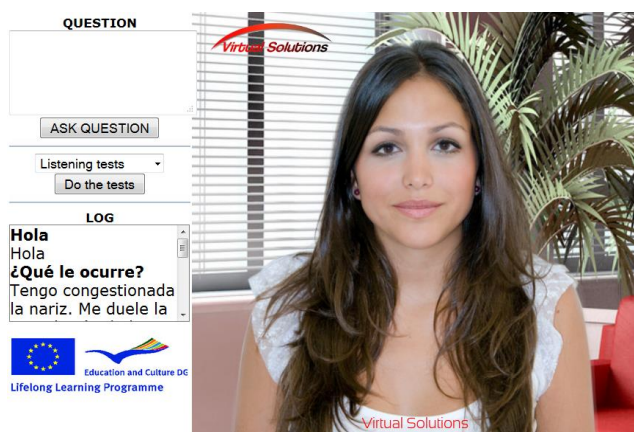 QUESTION
ASK QUESTION
Listening tests
Do the tests
LOG
Hola
Hola
¿Qué le ocurre?
Tengo congestionada
la nariz. Me duele la
Education and Culture DG
Lifelong Learning Programme
Virtual Solutions
Virtual Solutions